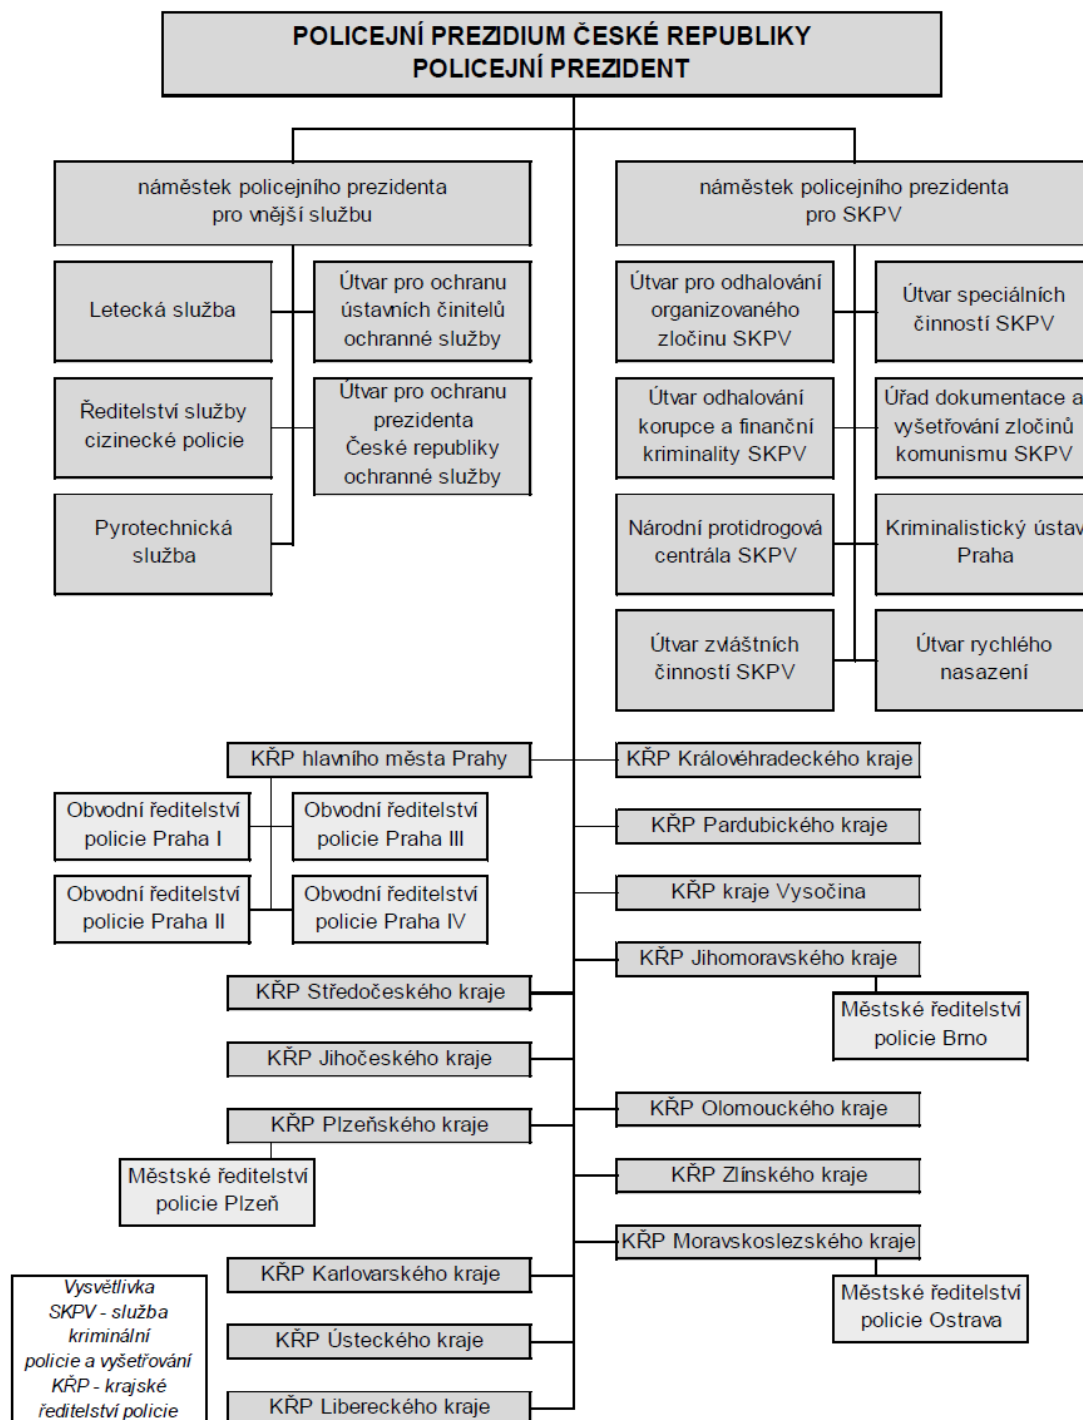 POLICEJNÍ PREZIDIUM ČESKÉ REPUBLIKY
POLICEJNÍ PREZIDENT
náměstek policejního prezidenta
pro vnější službu
náměstek policejního prezidenta
pro SKPV
Letecká služba
Útvar pro ochranu
ústavních činitelů
ochranné služby
Útvar pro odhalování
organizovaného
zločinu SKPV
Útvar speciálních
činností SKPV
Ředitelství služby
cizinecké policie
Útvar pro ochranu
prezidenta
České republiky
ochranné služby
Útvar odhalování
korupce a finanční
kriminality SKPV
Úřad dokumentace a
vyšetřování zločinů
komunismu SKPV
Pyrotechnická
služba
Národní protidrogová
centrála SKPV
Kriminalistický ústav
Praha
Útvar zvláštních
činností SKPV
Útvar rychlého
nasazení
KŘP hlavního města Prahy
KŘP Královéhradeckého kraje
Obvodní ředitelství
policie Praha I
Obvodní ředitelství
policie Praha III
KŘP Pardubického kraje
Obvodní ředitelství
policie Praha II
Obvodní ředitelství
policie Praha IV
KŘP kraje Vysočina
KŘP Jihomoravského kraje
KŘP Středočeského kraje
Městské ředitelství
policie Brno
KŘP Jihočeského kraje
KŘP Olomouckého kraje
KŘP Plzeňského kraje
Městské ředitelství
policie Plzeň
KŘP Zlínského kraje
KŘP Moravskoslezského kraje
KŘP Karlovarského kraje
Městské ředitelství
policie Ostrava
KŘP Ústeckého kraje
KŘP Libereckého kraje
Vysvětlivka
SKPV - služba
kriminální
policie a vyšetřování
KŘP - krajské
ředitelství policie